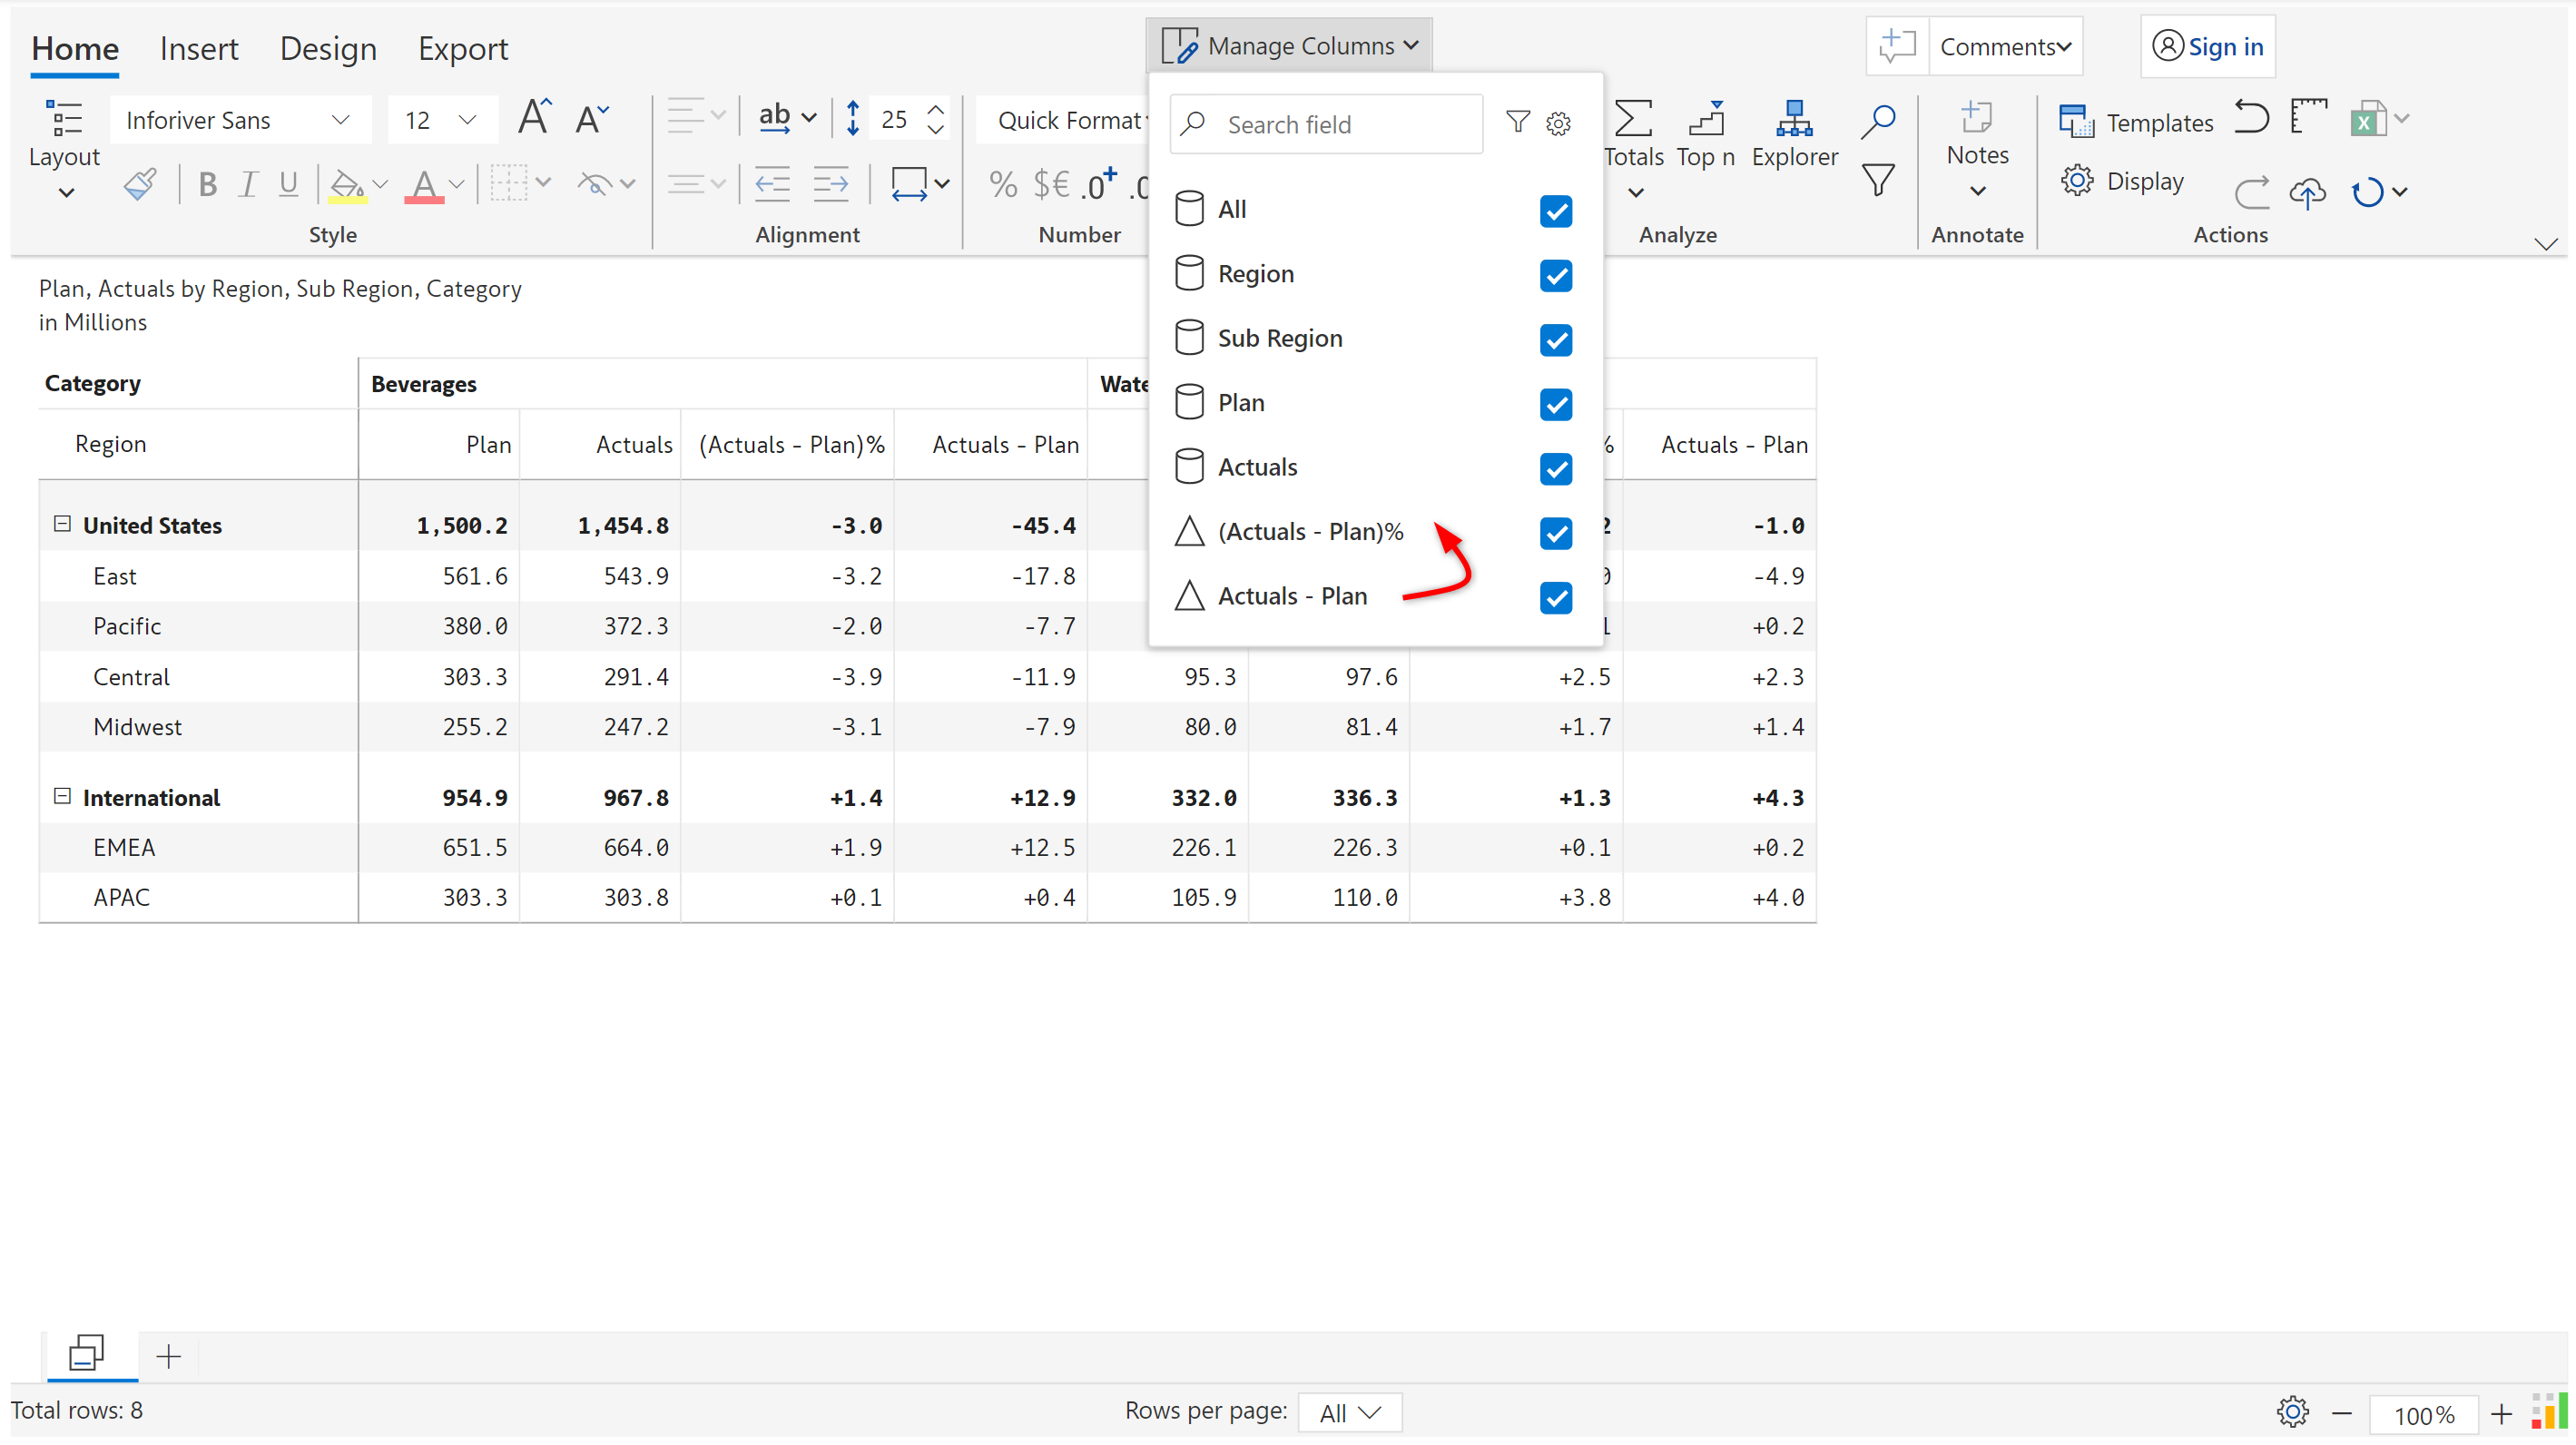 Home Insert Design Export Manage Columns Comments Sign in
Inforiver Sans 12 A A ab 25 Quick Format Search field Templates
Layout Totals Top n Explorer Notes
B I U A % $€ .0+ .0 Display
Style Alignment Number Analyze Annotate Actions
All
Region
Sub Region
Plan
Actuals
(Actuals - Plan)%
Actuals - Plan
Plan, Actuals by Region, Sub Region, Category
in Millions
Category Beverages Wate
Region Plan Actuals (Actuals - Plan)% Actuals - Plan % Actuals - Plan
United States 1,500.2 1,454.8 -3.0 -45.4 2 -1.0
East 561.6 543.9 -3.2 -17.8 0 -4.9
Pacific 380.0 372.3 -2.0 -7.7 1 +0.2
Central 303.3 291.4 -3.9 -11.9 95.3 97.6 +2.5 +2.3
Midwest 255.2 247.2 -3.1 -7.9 80.0 81.4 +1.7 +1.4
International 954.9 967.8 +1.4 +12.9 332.0 336.3 +1.3 +4.3
EMEA 651.5 664.0 +1.9 +12.5 226.1 226.3 +0.1 +0.2
APAC 303.3 303.8 +0.1 +0.4 105.9 110.0 +3.8 +4.0
Total rows: 8 Rows per page: All 100%